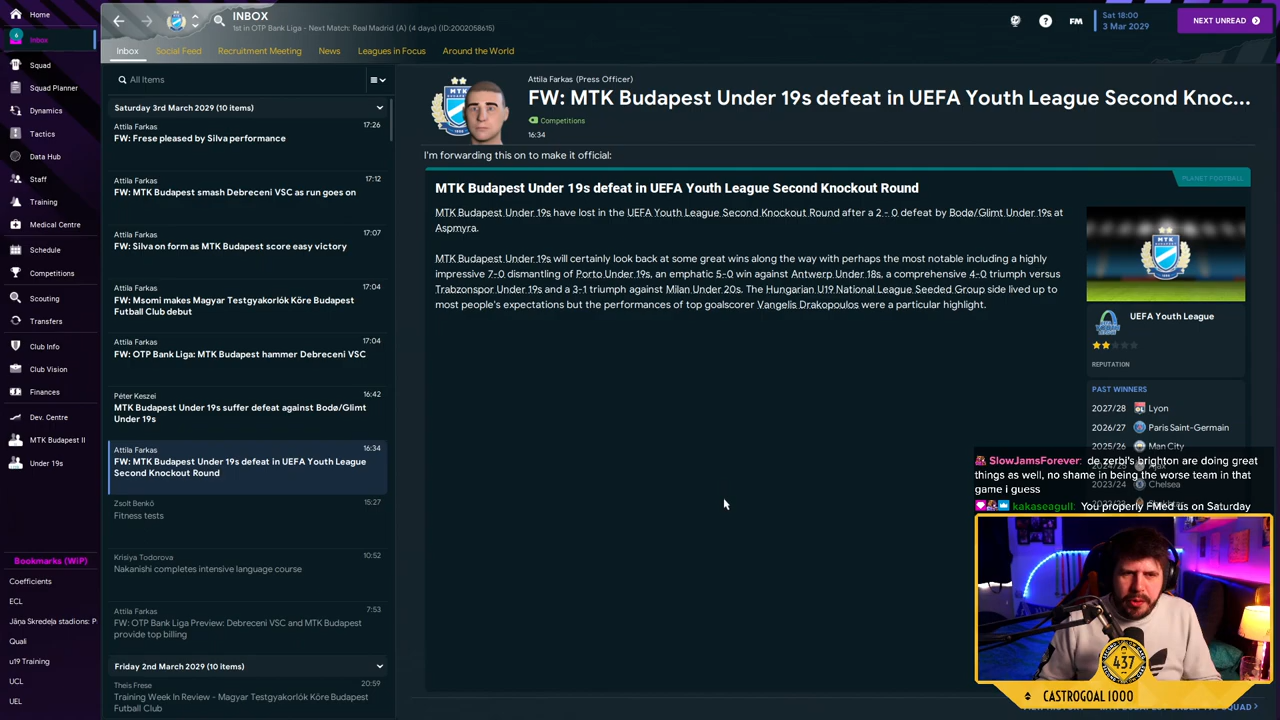 Home
6
Inbox
Squad
Squad Planner
Dynamics
Tactics
Data Hub
Staff
Training
Medical Centre
Schedule
Competitions
Scouting
Transfers
Club Info
Club Vision
Finances
Dev. Centre
MTK Budapest II
Under 19s
Bookmarks (WiP)
Coefficients
ECL
Jāņa Skredeļa stadions: P
Quali
u19 Training
UCL
UEL
INBOX
1st in OTP Bank Liga - Next Match: Real Madrid (A) (4 days) (ID:2002058615)
?
FM
Sat 18:00
3 Mar 2029
NEXT UNREAD
Inbox
Social Feed
Recruitment Meeting
News
Leagues in Focus
Around the World
All Items
Saturday 3rd March 2029 (10 items)
Attila Farkas 17:26
FW: Frese pleased by Silva performance
Attila Farkas 17:12
FW: MTK Budapest smash Debreceni VSC as run goes on
Attila Farkas 17:07
FW: Silva on form as MTK Budapest score easy victory
Attila Farkas 17:04
FW: Msomi makes Magyar Testgyakorlók Köre Budapest
Futball Club debut
Attila Farkas 17:04
FW: OTP Bank Liga: MTK Budapest hammer Debreceni VSC
Péter Keszei 16:42
MTK Budapest Under 19s suffer defeat against Bodø/Glimt
Under 19s
Attila Farkas 16:34
FW: MTK Budapest Under 19s defeat in UEFA Youth League
Second Knockout Round
Zsolt Benkó 15:27
Fitness tests
Krisiya Todorova 10:52
Nakanishi completes intensive language course
Attila Farkas 7:53
FW: OTP Bank Liga Preview: Debreceni VSC and MTK Budapest
provide top billing
Friday 2nd March 2029 (10 items)
Theis Frese 20:59
Training Week In Review - Magyar Testgyakorlók Köre Budapest
Futball Club
Attila Farkas (Press Officer)
FW: MTK Budapest Under 19s defeat in UEFA Youth League Second Knoc...
Competitions
16:34
I'm forwarding this on to make it official:
PLANET FOOTBALL
MTK Budapest Under 19s defeat in UEFA Youth League Second Knockout Round
MTK Budapest Under 19s have lost in the UEFA Youth League Second Knockout Round after a 2 - 0 defeat by Bodø/Glimt Under 19s at
Aspmyra.
MTK Budapest Under 19s will certainly look back at some great wins along the way with perhaps the most notable including a highly
impressive 7-0 dismantling of Porto Under 19s, an emphatic 5-0 win against Antwerp Under 18s, a comprehensive 4-0 triumph versus
Trabzonspor Under 19s and a 3-1 triumph against Milan Under 20s. The Hungarian U19 National League Seeded Group side lived up to
most people's expectations but the performances of top goalscorer Vangelis Drakopoulos were a particular highlight.
MTK
UEFA Youth League
REPUTATION
PAST WINNERS
2027/28 Lyon
2026/27 Paris Saint-Germain
2025/26 Man City
2023/24 Chelsea
SlowJamsForever: de zerbi's brighton are doing great
things as well, no shame in being the worse team in that
game i guess
kakaseagull: You properly FMed us on Saturday
437
CASTROGOAL 1000